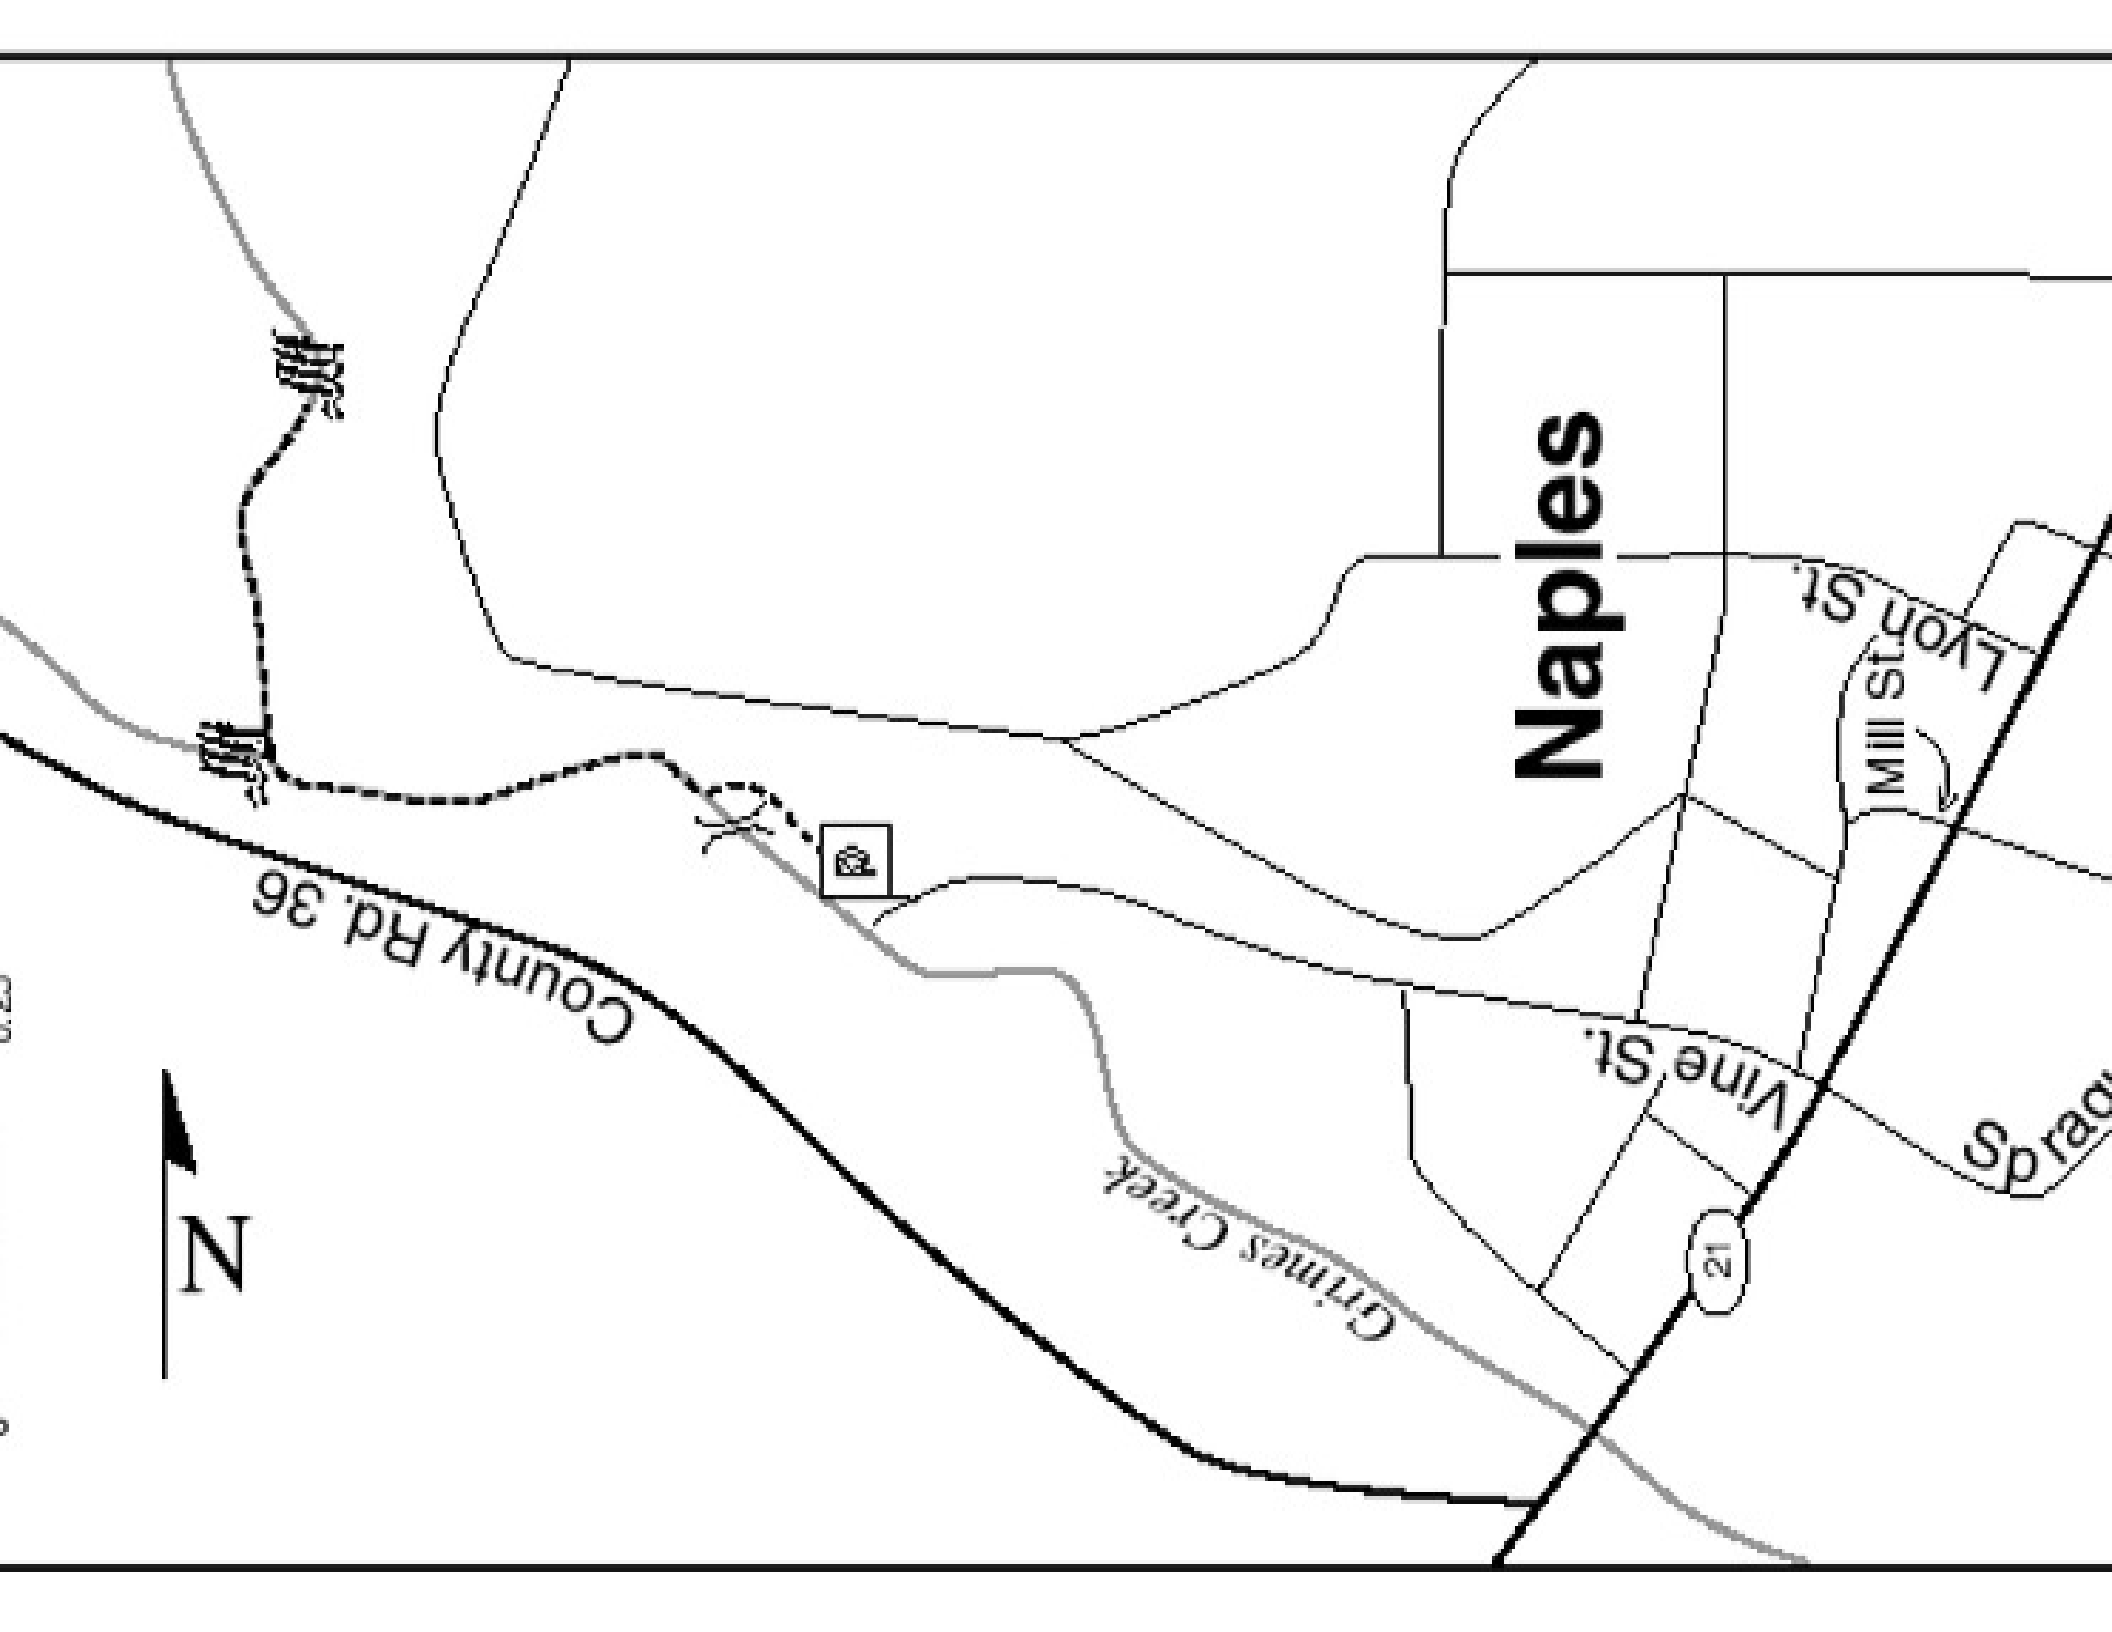 Naples
Lyon St.
Mill St.
County Rd. 36
N
Vine St.
Grimes Creek
21